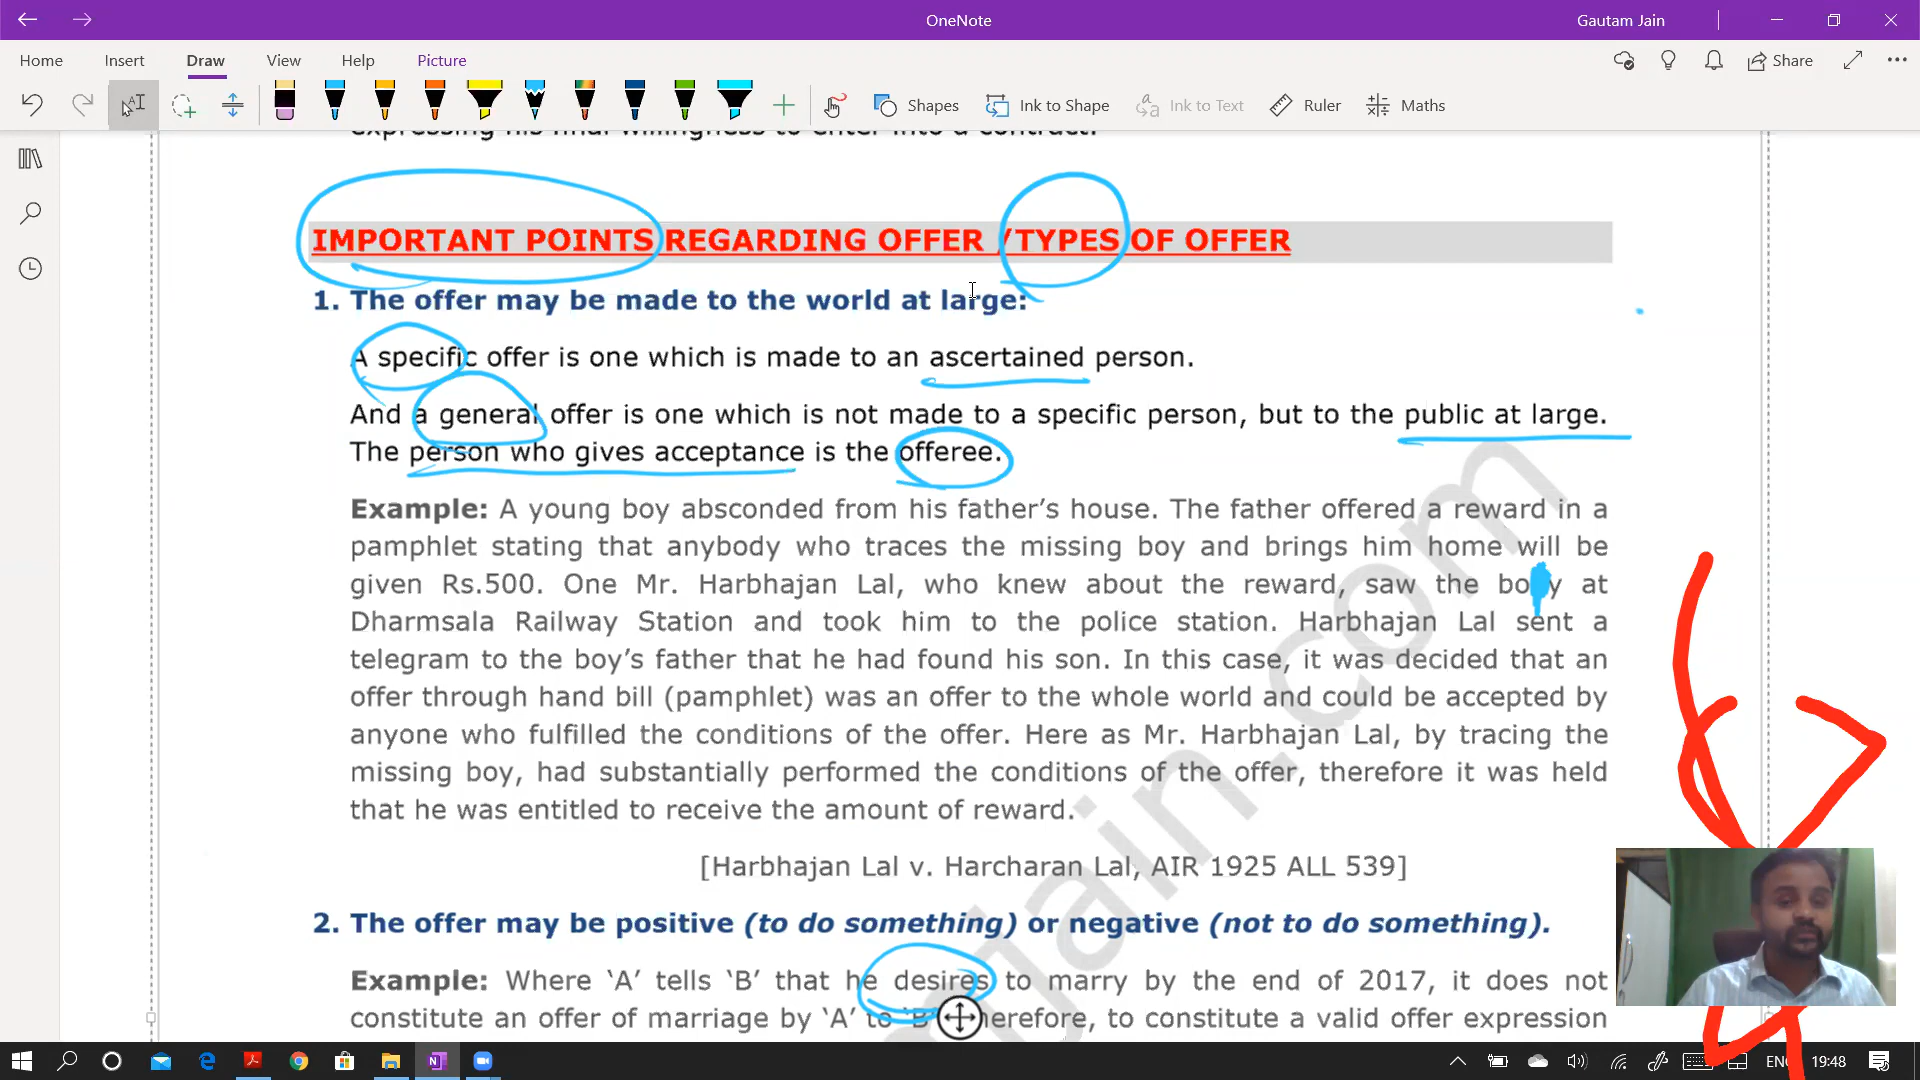 OneNote
Gautam Jain
Home Insert Draw View Help Picture
Share
Shapes Ink to Shape Ink to Text Ruler Maths
expressing his final willingness to enter into a contract.
IMPORTANT POINTS REGARDING OFFER /TYPES OF OFFER
1. The offer may be made to the world at large:
A specific offer is one which is made to an ascertained person.
And a general offer is one which is not made to a specific person, but to the public at large.
The person who gives acceptance is the offeree.
Example: A young boy absconded from his father’s house. The father offered a reward in a
pamphlet stating that anybody who traces the missing boy and brings him home will be
given Rs.500. One Mr. Harbhajan Lal, who knew about the reward, saw the body at
Dharmsala Railway Station and took him to the police station. Harbhajan Lal sent a
telegram to the boy’s father that he had found his son. In this case, it was decided that an
offer through hand bill (pamphlet) was an offer to the whole world and could be accepted by
anyone who fulfilled the conditions of the offer. Here as Mr. Harbhajan Lal, by tracing the
missing boy, had substantially performed the conditions of the offer, therefore it was held
that he was entitled to receive the amount of reward.
[Harbhajan Lal v. Harcharan Lal, AIR 1925 ALL 539]
2. The offer may be positive (to do something) or negative (not to do something).
Example: Where ‘A’ tells ‘B’ that he desires to marry by the end of 2017, it does not
constitute an offer of marriage by ‘A’ to ‘B’ herefore, to constitute a valid offer expression
jain.com
19:48